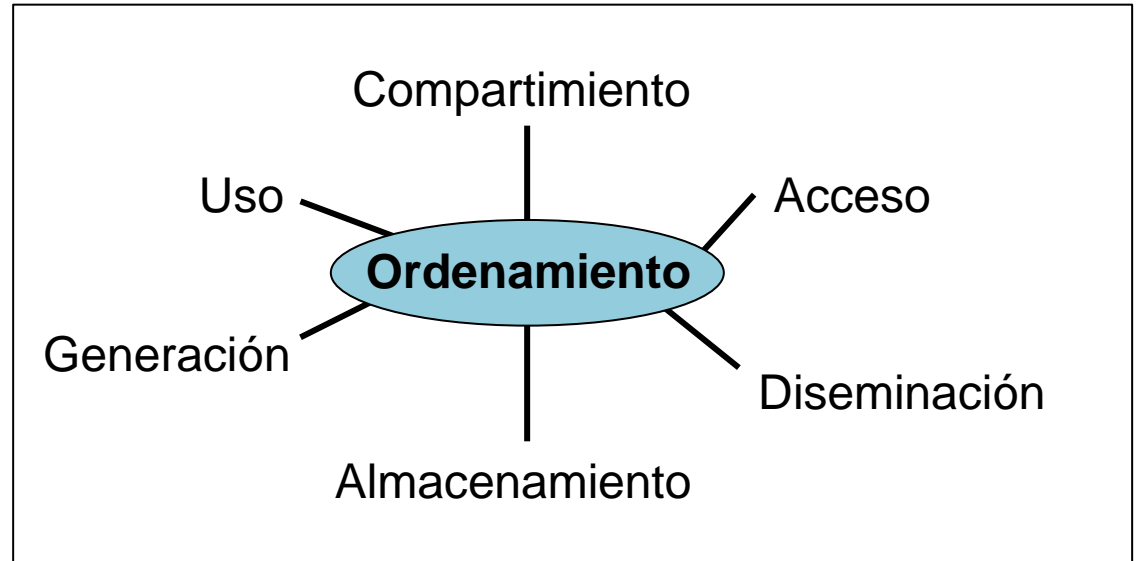 Compartimiento
Uso
Acceso
Ordenamiento
Generación
Diseminación
Almacenamiento